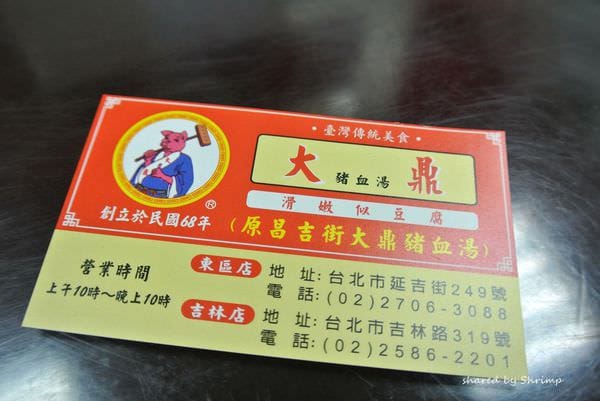 ·臺灣傳統美食·
大 豬血湯 鼎
滑嫩似豆腐
®
創立於民國68年
(原昌吉街大鼎豬血湯)
營業時間
上午10時~晚上10時
東區店 地 址:台北市延吉街249號
電 話:(02)2706-3088
吉林店 地 址:台北市吉林路319號
電 話:(02)2586-2201
shared by Shrimp